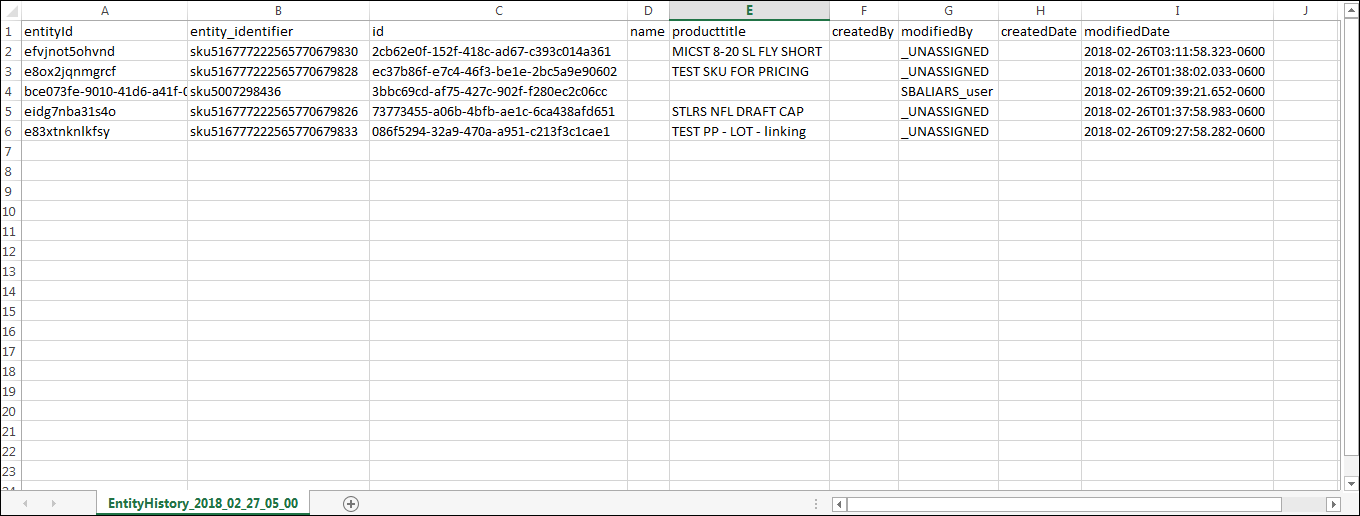 A B C D E F G H I J
1 entityId entity_identifier id name producttitle createdBy modifiedBy createdDate modifiedDate
2 efvjnot5ohvnd sku516777222565770679830 2cb62e0f-152f-418c-ad67-c393c014a361 MICST 8-20 SL FLY SHORT _UNASSIGNED 2018-02-26T03:11:58.323-0600
3 e8ox2jqnmgrcf sku516777222565770679828 ec37b86f-e7c4-46f3-be1e-2bc5a9e90602 TEST SKU FOR PRICING _UNASSIGNED 2018-02-26T01:38:02.033-0600
4 bce073fe-9010-41d6-a41f-0 sku5007298436 3bbc69cd-af75-427c-902f-f280ec2c06cc SBALIARS_user 2018-02-26T09:39:21.652-0600
5 eidg7nba31s4o sku516777222565770679826 73773455-a06b-4bfb-ae1c-6ca438afd651 STLRS NFL DRAFT CAP _UNASSIGNED 2018-02-26T01:37:58.983-0600
6 e83xtnknlkfsy sku516777222565770679833 086f5294-32a9-470a-a951-c213f3c1cae1 TEST PP - LOT - linking _UNASSIGNED 2018-02-26T09:27:58.282-0600
7
8
9
10
11
12
13
14
15
16
17
18
19
20
21
22
23
EntityHistory_2018_02_27_05_00